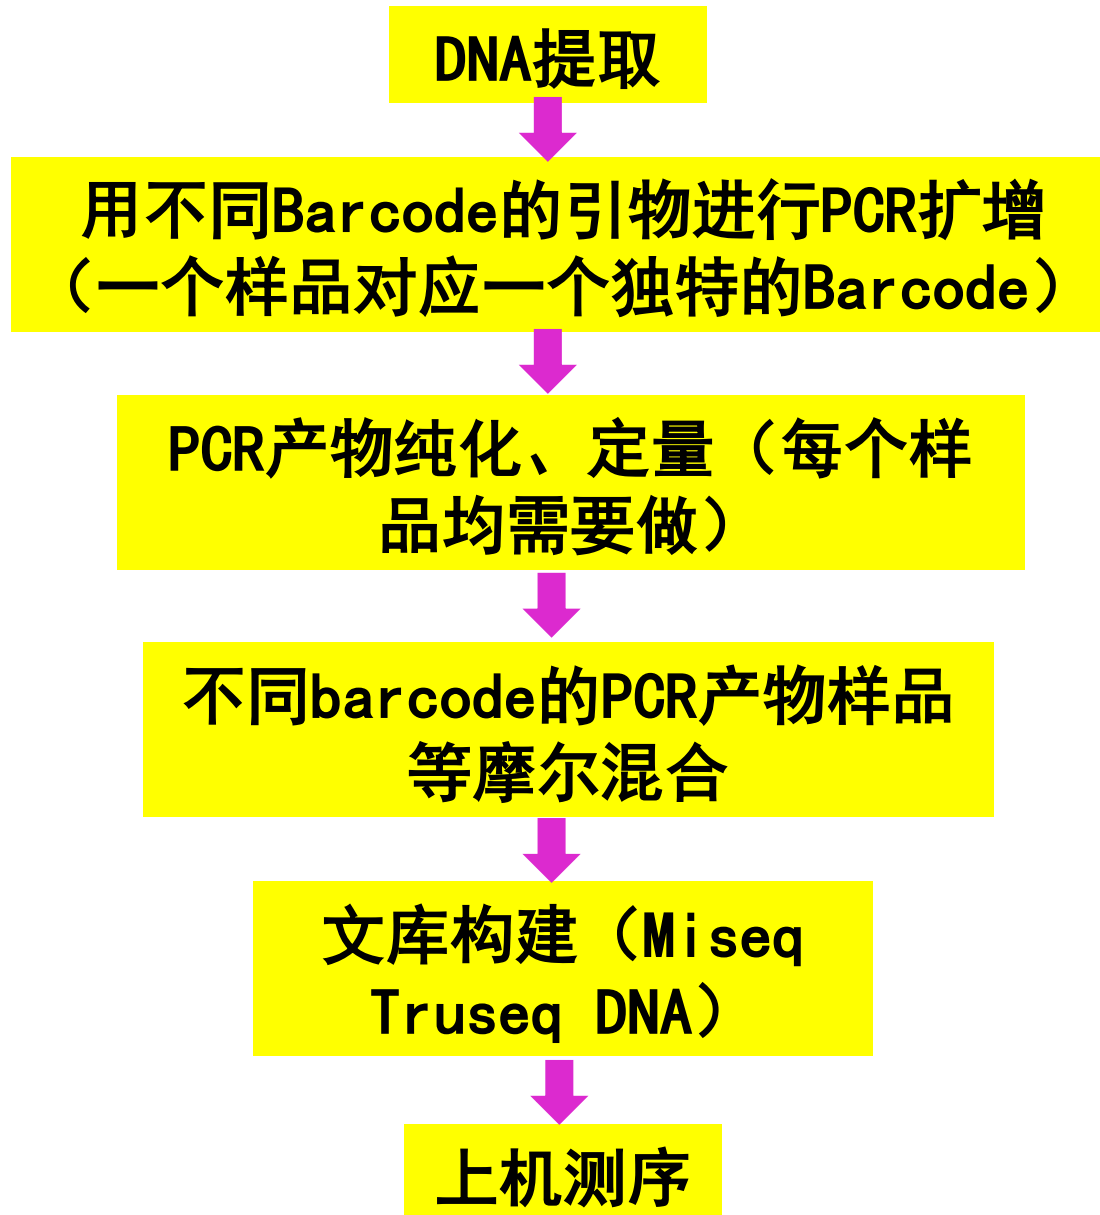 DNA提取
用不同Barcode的引物进行PCR扩增
（一个样品对应一个独特的Barcode）
PCR产物纯化、定量（每个样
品均需要做）
不同barcode的PCR产物样品
等摩尔混合
文库构建（Miseq
Truseq DNA）
上机测序